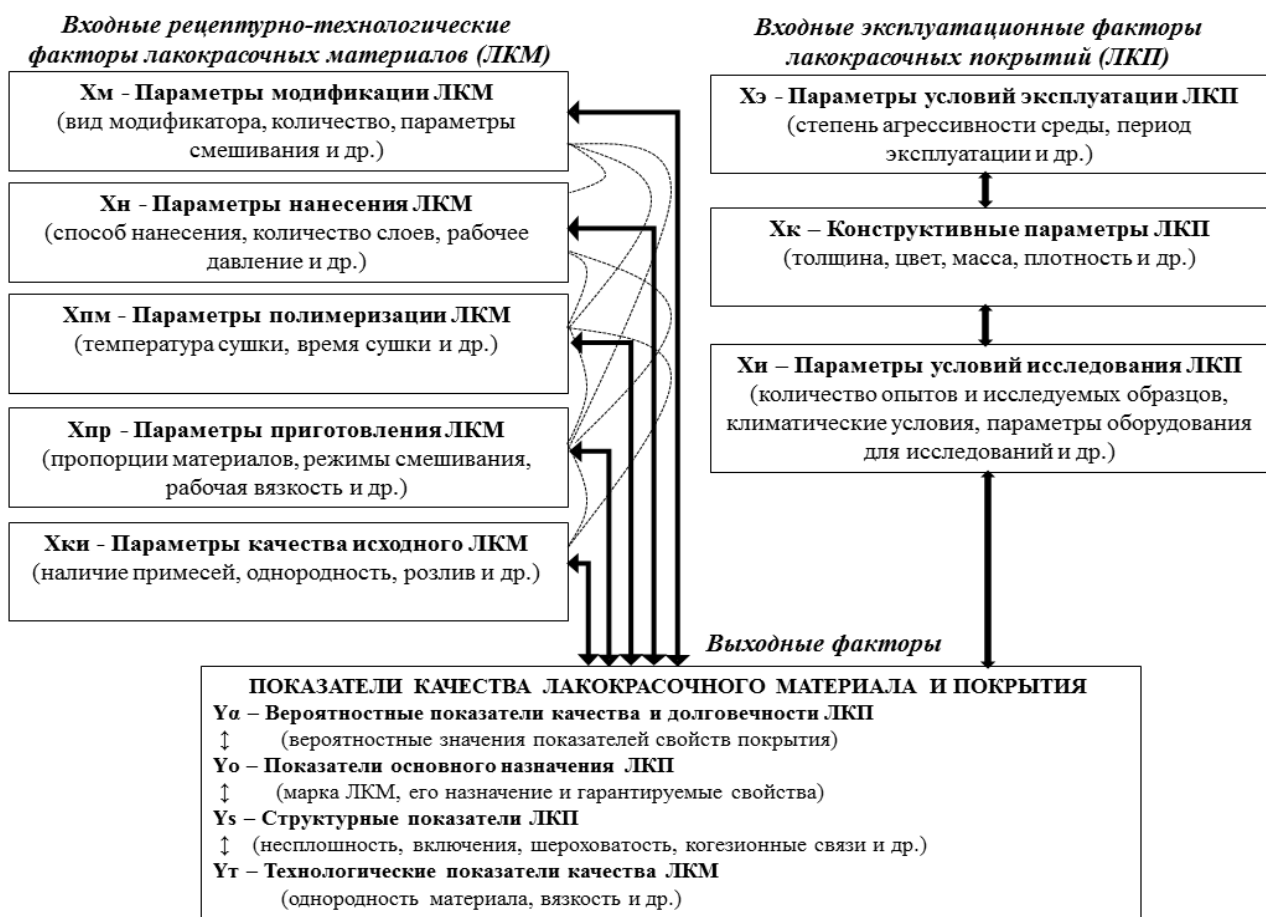 Входные рецептурно-технологические
факторы лакокрасочных материалов (ЛКМ)
Хм - Параметры модификации ЛКМ
(вид модификатора, количество, параметры
смешивания и др.)
Хн - Параметры нанесения ЛКМ
(способ нанесения, количество слоев, рабочее
давление и др.)
Хпм - Параметры полимеризации ЛКМ
(температура сушки, время сушки и др.)
Хпр - Параметры приготовления ЛКМ
(пропорции материалов, режимы смешивания,
рабочая вязкость и др.)
Хки - Параметры качества исходного ЛКМ
(наличие примесей, однородность, розлив и др.)
Входные эксплуатационные факторы
лакокрасочных покрытий (ЛКП)
Хэ - Параметры условий эксплуатации ЛКП
(степень агрессивности среды, период
эксплуатации и др.)
Хк – Конструктивные параметры ЛКП
(толщина, цвет, масса, плотность и др.)
Хи – Параметры условий исследования ЛКП
(количество опытов и исследуемых образцов,
климатические условия, параметры оборудования
для исследований и др.)
Выходные факторы
ПОКАЗАТЕЛИ КАЧЕСТВА ЛАКОКРАСОЧНОГО МАТЕРИАЛА И ПОКРЫТИЯ
Yα – Вероятностные показатели качества и долговечности ЛКП
↕ (вероятностные значения показателей свойств покрытия)
Yо – Показатели основного назначения ЛКП
↕ (марка ЛКМ, его назначение и гарантируемые свойства)
Ys – Структурные показатели ЛКП
↕ (несплошность, включения, шероховатость, когезионные связи и др.)
Yт – Технологические показатели качества ЛКМ
(однородность материала, вязкость и др.)